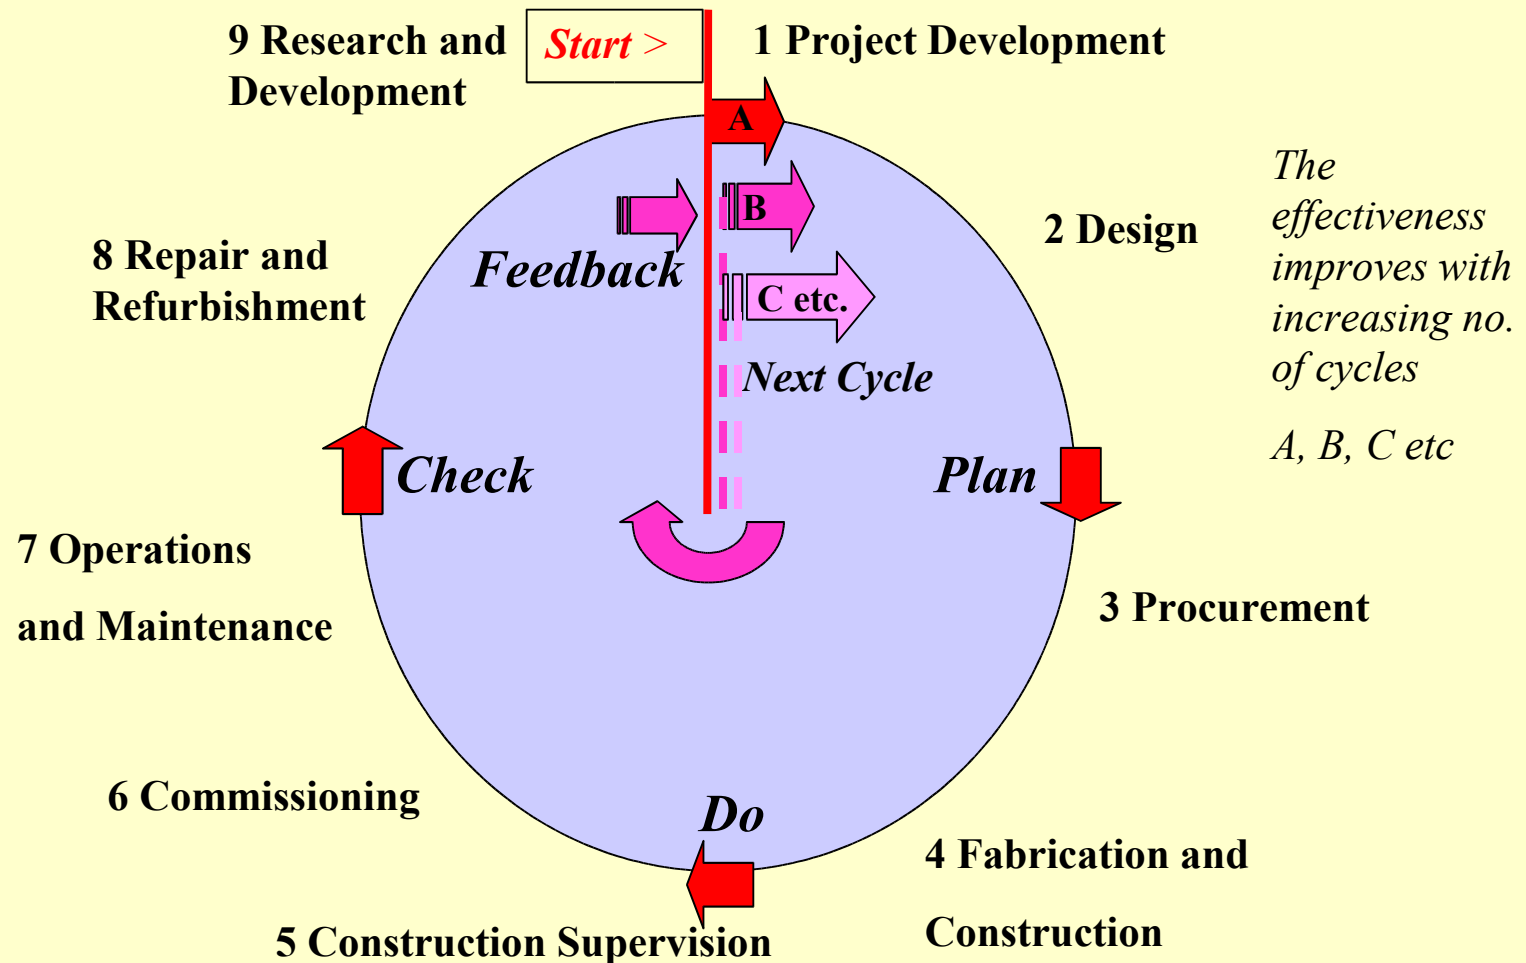 Start >
1 Project Development
9 Research and
Development
A
The
effectiveness
improves with
increasing no.
of cycles
A, B, C etc
B
2 Design
Feedback
8 Repair and
Refurbishment
C etc.
Next Cycle
Check
Plan
7 Operations
and Maintenance
3 Procurement
6 Commissioning
Do
4 Fabrication and
Construction
5 Construction Supervision